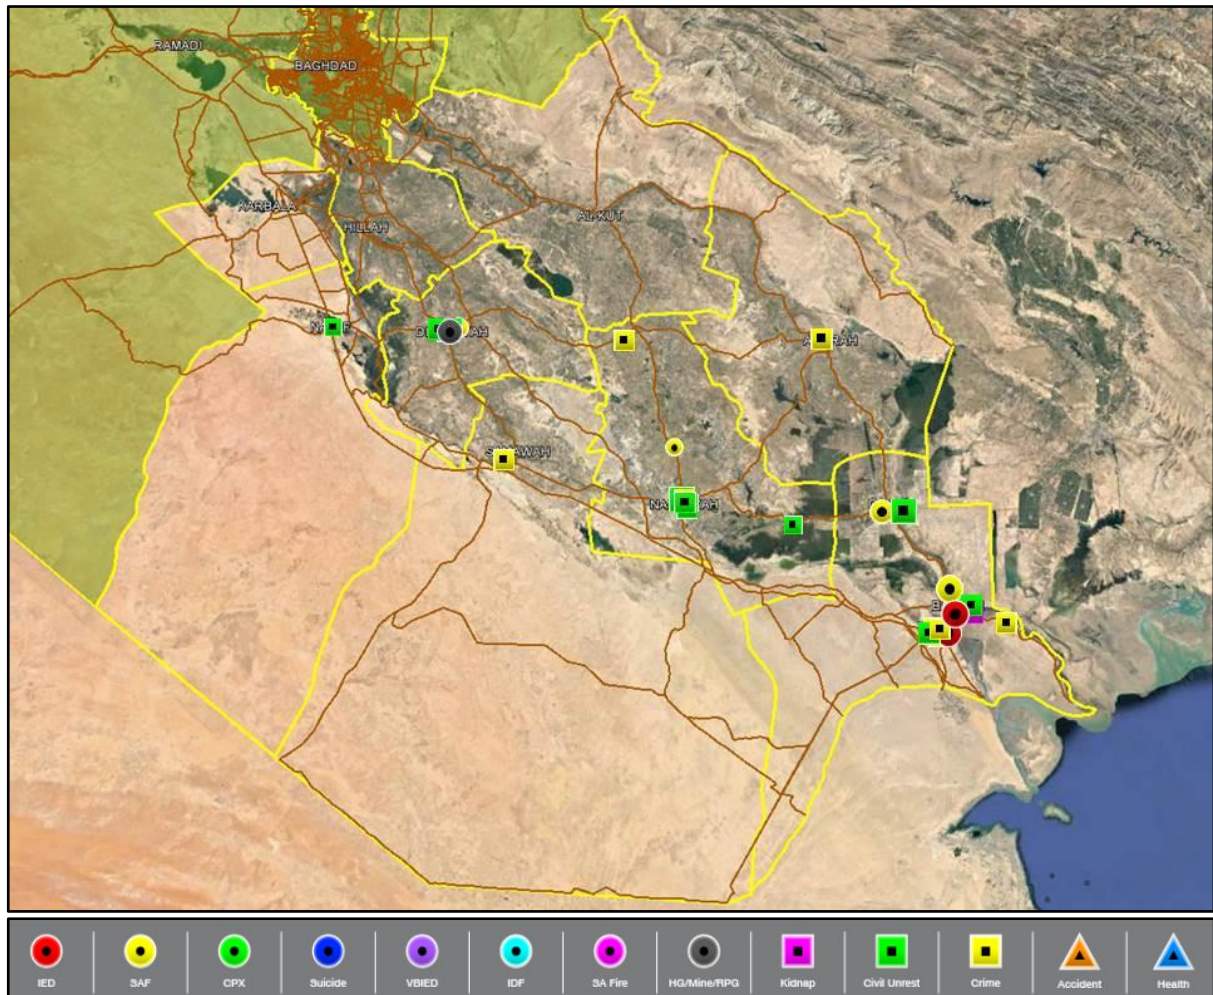 RAMADI
BAGHDAD
KARBALA
AL-KUT
HILLAH
IED
SAF
CPX
Suicide
VBIED
IDF
SA Fire
HG/Mine/RPG
Kidnap
Civil Unrest
Crime
Accident
Health